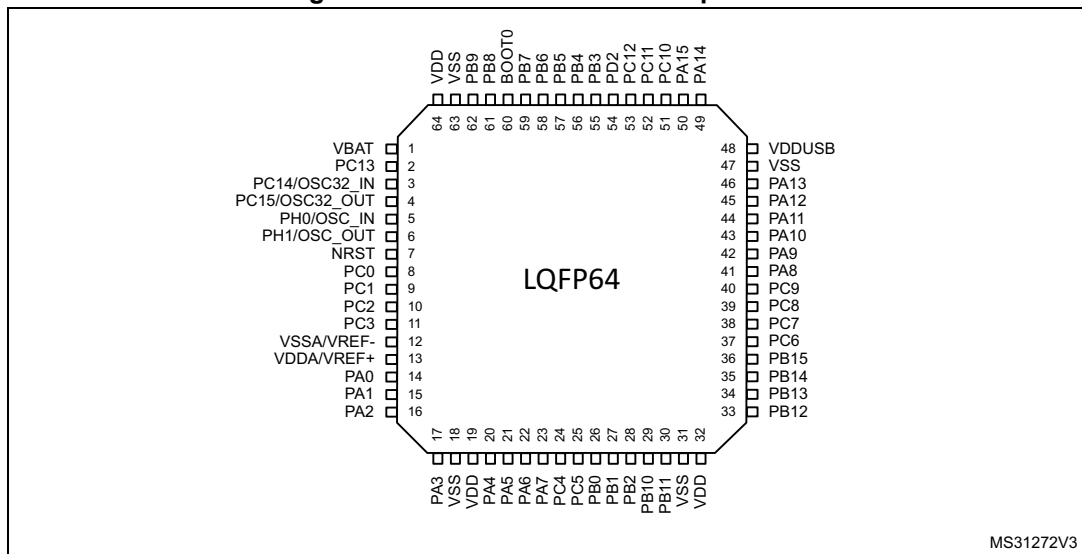 VDD
VSS
PB9
PB8
BOOT0
PB7
PB6
PB5
PB4
PB3
PD2
PC12
PC11
PC10
PA15
PA14
64
63
62
61
60
59
58
57
56
55
54
53
52
51
50
49
VBAT 1
PC13 2
PC14/OSC32_IN 3
PC15/OSC32_OUT 4
PH0/OSC_IN 5
PH1/OSC_OUT 6
NRST 7
PC0 8
PC1 9
PC2 10
PC3 11
VSSA/VREF- 12
VDDA/VREF+ 13
PA0 14
PA1 15
PA2 16
LQFP64
48 VDDUSB
47 VSS
46 PA13
45 PA12
44 PA11
43 PA10
42 PA9
41 PA8
40 PC9
39 PC8
38 PC7
37 PC6
36 PB15
35 PB14
34 PB13
33 PB12
17
18
19
20
21
22
23
24
25
26
27
28
29
30
31
32
PA3
VSS
VDD
PA4
PA5
PA6
PA7
PC4
PC5
PB0
PB1
PB2
PB10
PB11
VSS
VDD
MS31272V3